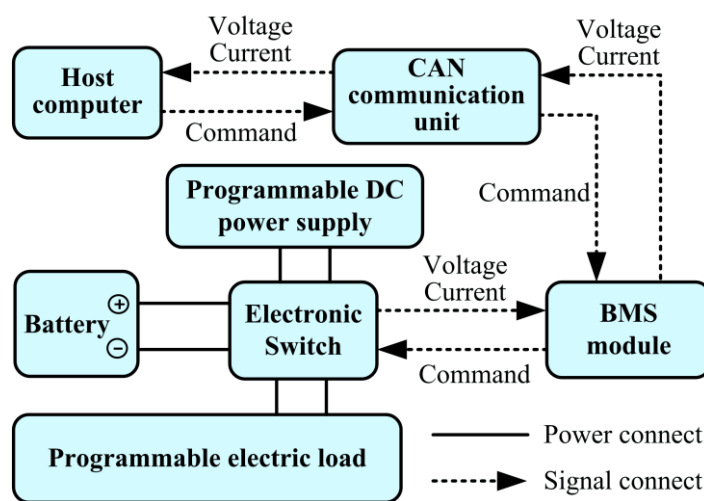 Voltage
Current
Voltage
Current
Host
computer
CAN
communication
unit
Command
Programmable DC
power supply
Command
Voltage
Current
Battery
+
−
Electronic
Switch
BMS
module
Command
Programmable electric load
Power connect
Signal connect